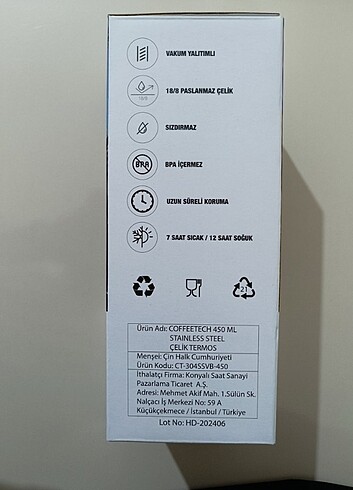 VAKUM YALITIMLI
18/8
18/8 PASLANMAZ ÇELİK
SIZDIRMAZ
BPA
BPA İÇERMEZ
UZUN SÜRELİ KORUMA
7 SAAT SICAK / 12 SAAT SOĞUK
21
Ürün Adı: COFFEETECH 450 ML
STAINLESS STEEL
ÇELİK TERMOS
Menşei: Çin Halk Cumhuriyeti
Ürün Kodu: CT-304SSVB-450
İthalatçı Firma: Konyalı Saat Sanayi
Pazarlama Ticaret A.Ş.
Adresi: Mehmet Akif Mah. 1.Sülün Sk.
Nalçacı İş Merkezi No: 59 A
Küçükçekmece / İstanbul / Türkiye
Lot No: HD-202406